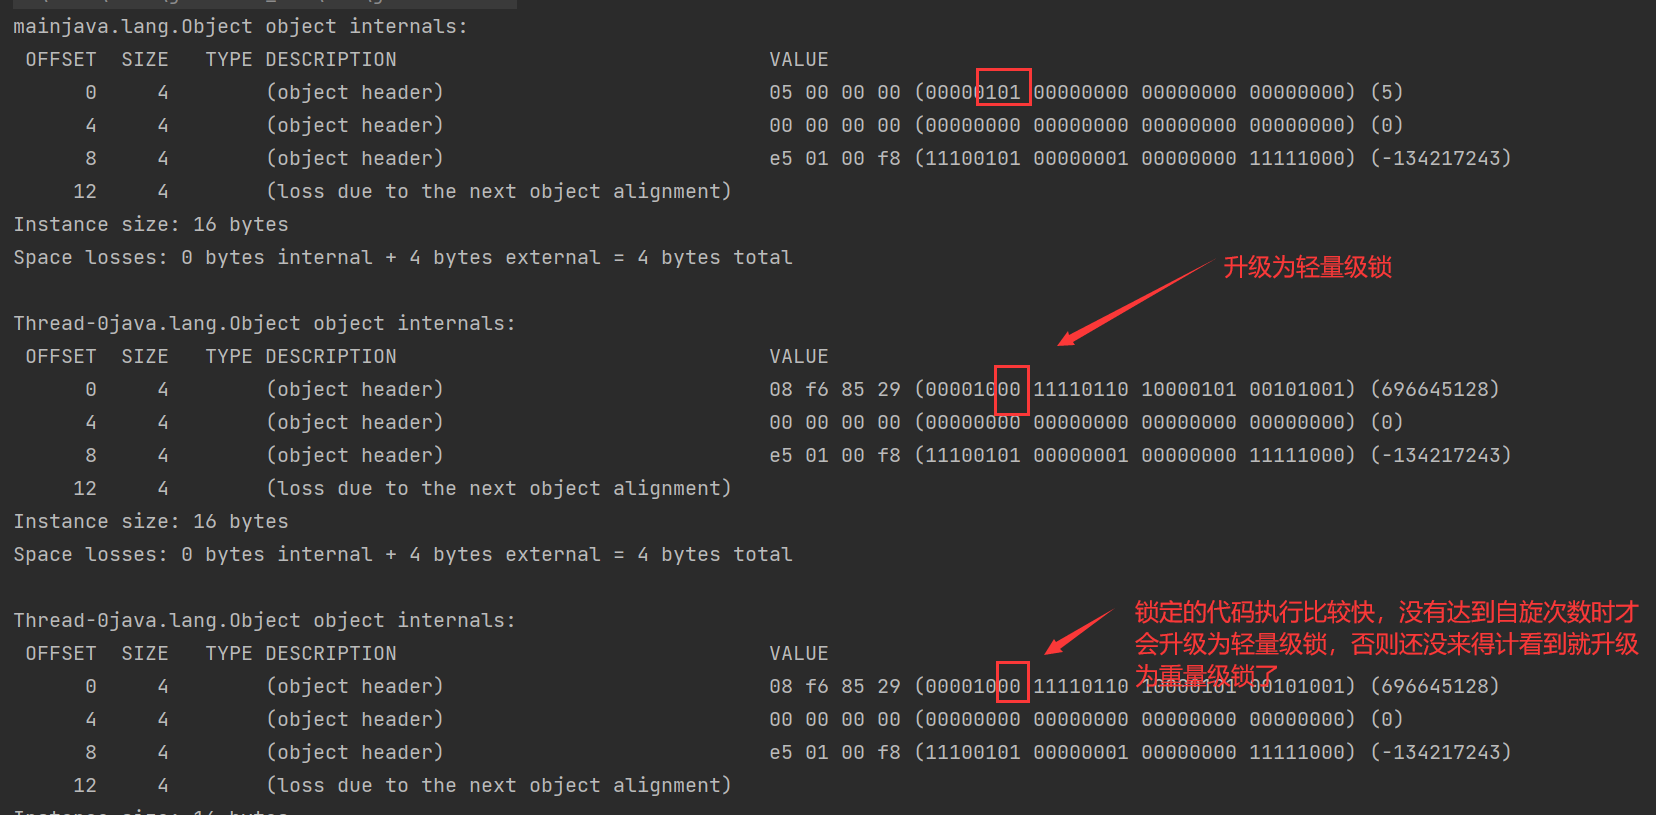 mainjava.lang.Object object internals:
OFFSET SIZE TYPE DESCRIPTION VALUE
0 4 (object header) 05 00 00 00 (00000101 00000000 00000000 00000000) (5)
4 4 (object header) 00 00 00 00 (00000000 00000000 00000000 00000000) (0)
8 4 (object header) e5 01 00 f8 (11100101 00000001 00000000 11111000) (-134217243)
12 4 (loss due to the next object alignment)
Instance size: 16 bytes
Space losses: 0 bytes internal + 4 bytes external = 4 bytes total
升级为轻量级锁
Thread-0java.lang.Object object internals:
OFFSET SIZE TYPE DESCRIPTION VALUE
0 4 (object header) 08 f6 85 29 (00001000 11110110 10000101 00101001) (696645128)
4 4 (object header) 00 00 00 00 (00000000 00000000 00000000 00000000) (0)
8 4 (object header) e5 01 00 f8 (11100101 00000001 00000000 11111000) (-134217243)
12 4 (loss due to the next object alignment)
Instance size: 16 bytes
Space losses: 0 bytes internal + 4 bytes external = 4 bytes total
锁定的代码执行比较快，没有达到自旋次数时才
会升级为轻量级锁，否则还没来得计看到就升级
为重量级锁了
Thread-0java.lang.Object object internals:
OFFSET SIZE TYPE DESCRIPTION VALUE
0 4 (object header) 08 f6 85 29 (00001000 11110110 10000101 00101001) (696645128)
4 4 (object header) 00 00 00 00 (00000000 00000000 00000000 00000000) (0)
8 4 (object header) e5 01 00 f8 (11100101 00000001 00000000 11111000) (-134217243)
12 4 (loss due to the next object alignment)
Instance size: 16 bytes